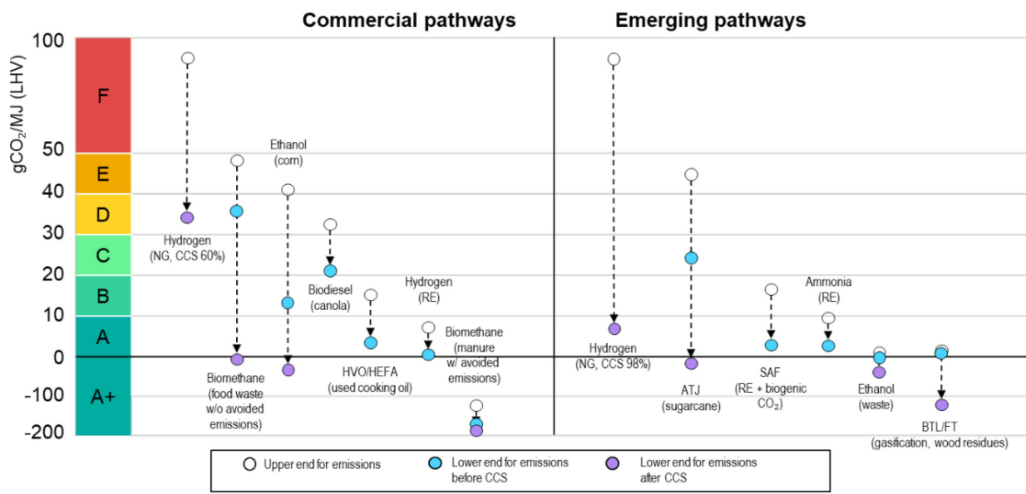 Commercial pathways
Emerging pathways
gCO₂/MJ (LHV)
100
50
40
30
20
10
0
-100
-200
F
E
D
C
B
A
A+
Hydrogen
(NG, CCS 60%)
Biomethane
(food waste
w/o avoided
emissions)
Ethanol
(corn)
Biodiesel
(canola)
HVO/HEFA
(used cooking oil)
Hydrogen
(RE)
Biomethane
(manure
w/ avoided
emissions)
Hydrogen
(NG, CCS 98%)
ATJ
(sugarcane)
SAF
(RE + biogenic
CO₂)
Ammonia
(RE)
Ethanol
(waste)
BTL/FT
(gasification, wood residues)
Upper end for emissions
Lower end for emissions
before CCS
Lower end for emissions
after CCS